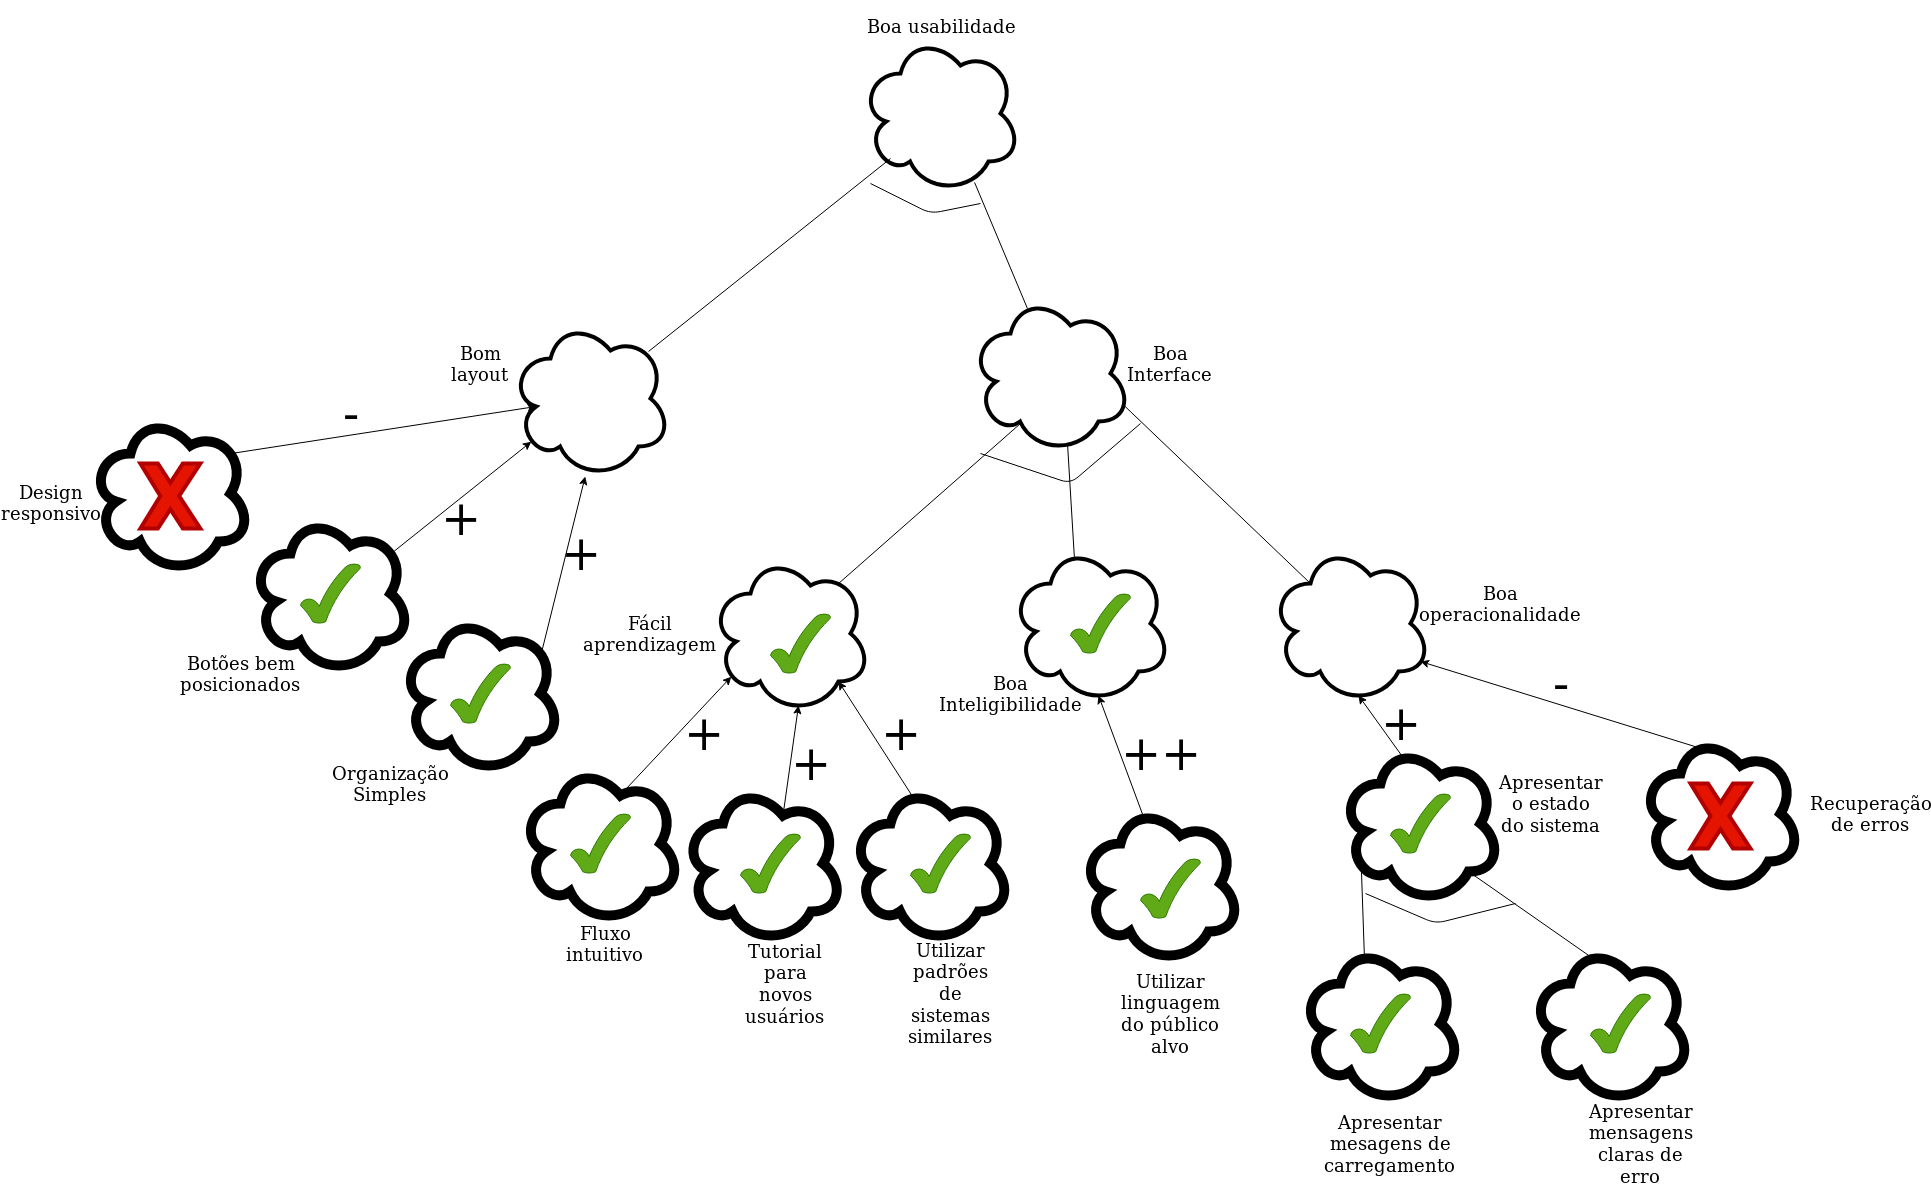 Boa usabilidade
Bom
layout
Boa
Interface
-
Design
responsivo
+
+
Botões bem
posicionados
Organização
Simples
Fácil
aprendizagem
Boa
Inteligibilidade
Boa
operacionalidade
-
+
+
+
+
++
Apresentar
o estado
do sistema
Recuperação
de erros
Fluxo
intuitivo
Tutorial
para
novos
usuários
Utilizar
padrões
de
sistemas
similares
Utilizar
linguagem
do público
alvo
Apresentar
mesagens de
carregamento
Apresentar
mensagens
claras de
erro